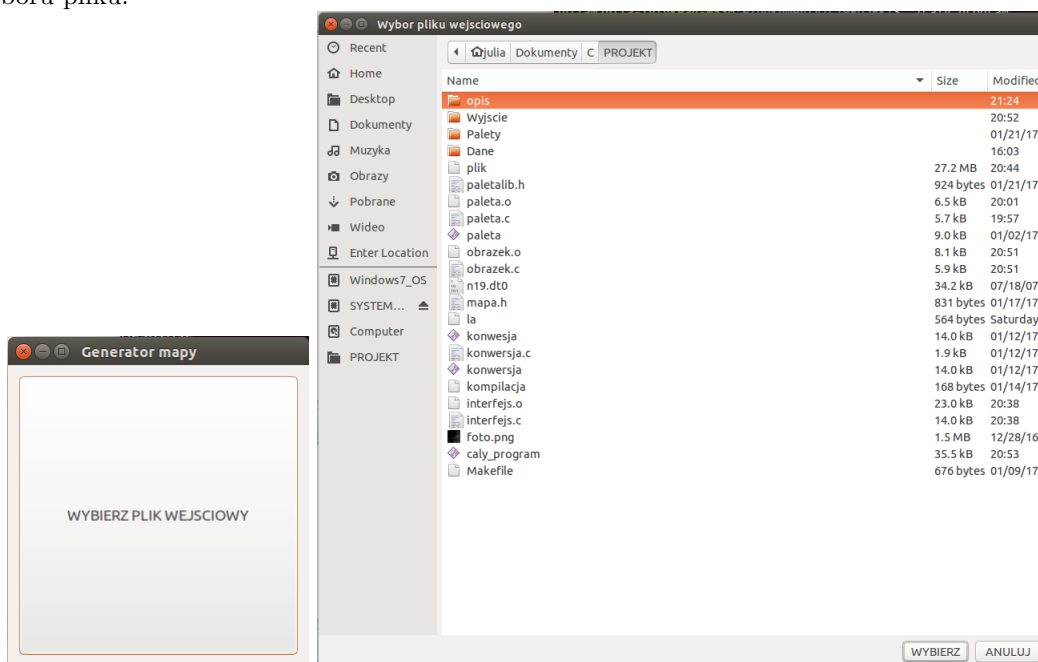 boru pliku.
Wybor pliku wejsciowego
Recent
Home
Desktop
Dokumenty
Muzyka
Obrazy
Pobrane
Wideo
Enter Location
Windows7_OS
SYSTEM...
Computer
PROJEKT
julia Dokumenty C PROJEKT
Name Size Modified
opis 21:24
Wyjscie 20:52
Palety 01/21/17
Dane 16:03
plik 27.2 MB 20:44
paletalib.h 924 bytes 01/21/17
paleta.o 6.5 kB 20:01
paleta.c 5.7 kB 19:57
paleta 9.0 kB 01/02/17
obrazek.o 8.1 kB 20:51
obrazek.c 5.9 kB 20:51
n19.dt0 34.2 kB 07/18/07
mapa.h 831 bytes 01/17/17
la 564 bytes Saturday
konwesja 14.0 kB 01/12/17
konwersja.c 1.9 kB 01/12/17
konwersja 14.0 kB 01/12/17
kompilacja 168 bytes 01/14/17
interfejs.o 23.0 kB 20:38
interfejs.c 14.0 kB 20:38
foto.png 1.5 MB 12/28/16
caly_program 35.5 kB 20:53
Makefile 676 bytes 01/09/17
WYBIERZ ANULUJ
Generator mapy
WYBIERZ PLIK WEJSCIOWY